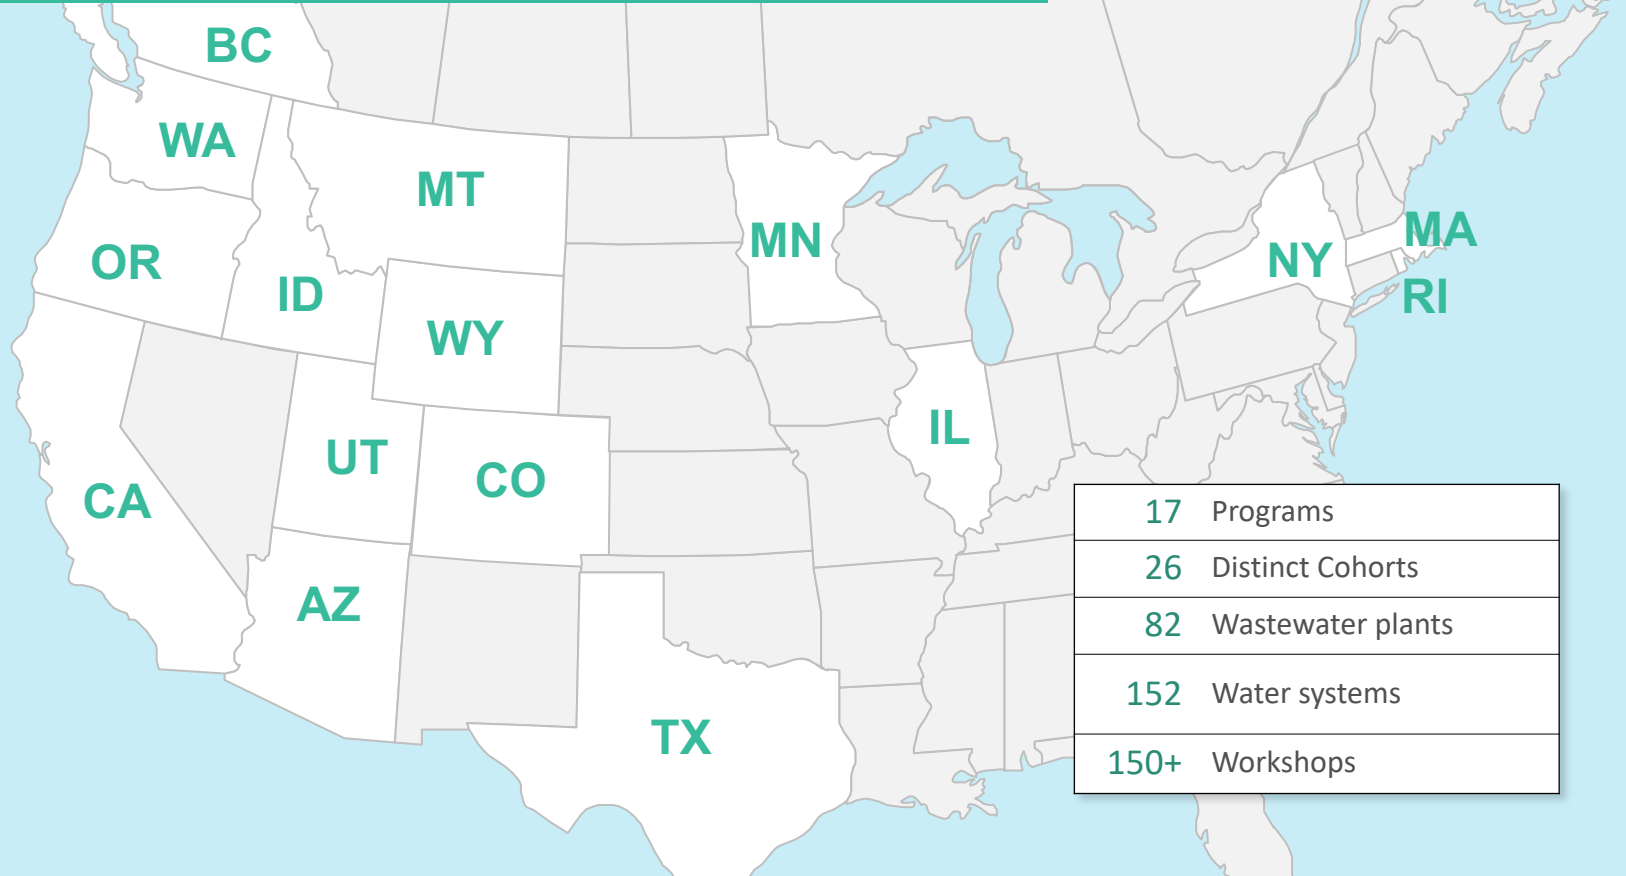 BC
WA
MT
MN
MA
OR
NY
ID
RI
WY
IL
UT
CO
CA
AZ
TX
17 Programs
26 Distinct Cohorts
82 Wastewater plants
152 Water systems
150+ Workshops